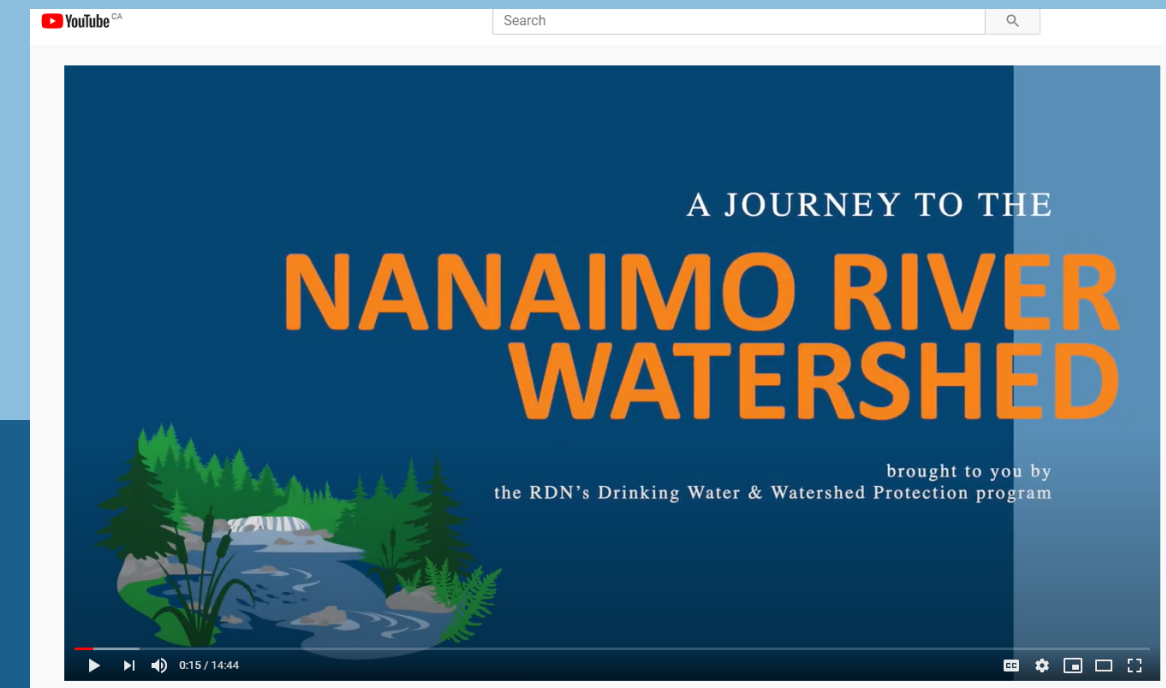 YouTube CA
Search
A JOURNEY TO THE
NANAIMO RIVER
WATERSHED
brought to you by
the RDN's Drinking Water & Watershed Protection program
0:15 / 14:44
CC